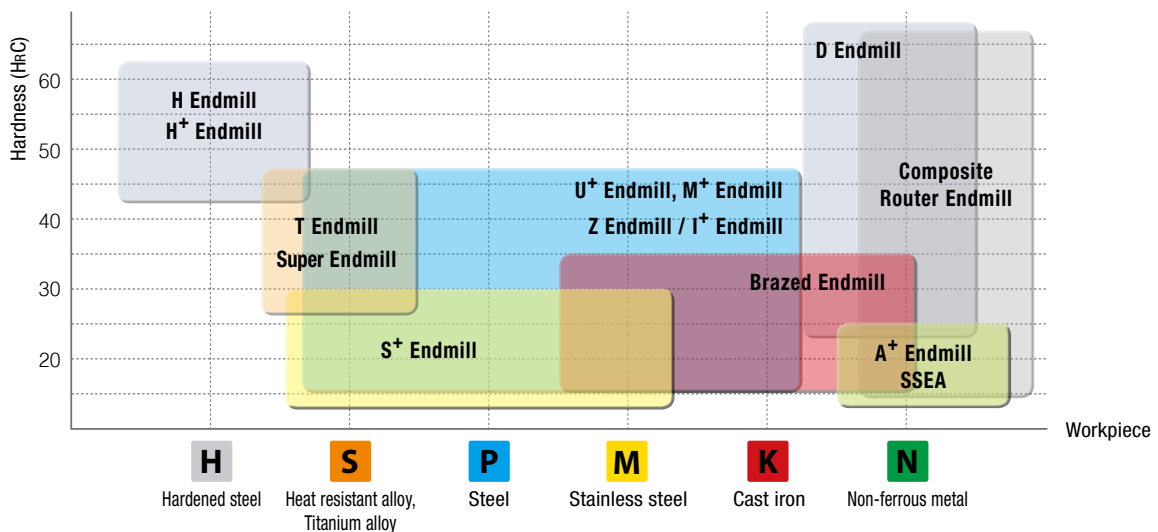 Hardness (HRC)
60
50
40
30
20
H Endmill
H+ Endmill
T Endmill
Super Endmill
S+ Endmill
U+ Endmill, M+ Endmill
Z Endmill / I+ Endmill
Brazed Endmill
D Endmill
Composite
Router Endmill
A+ Endmill
SSEA
Workpiece
H
Hardened steel
S
Heat resistant alloy,
Titanium alloy
P
Steel
M
Stainless steel
K
Cast iron
N
Non-ferrous metal